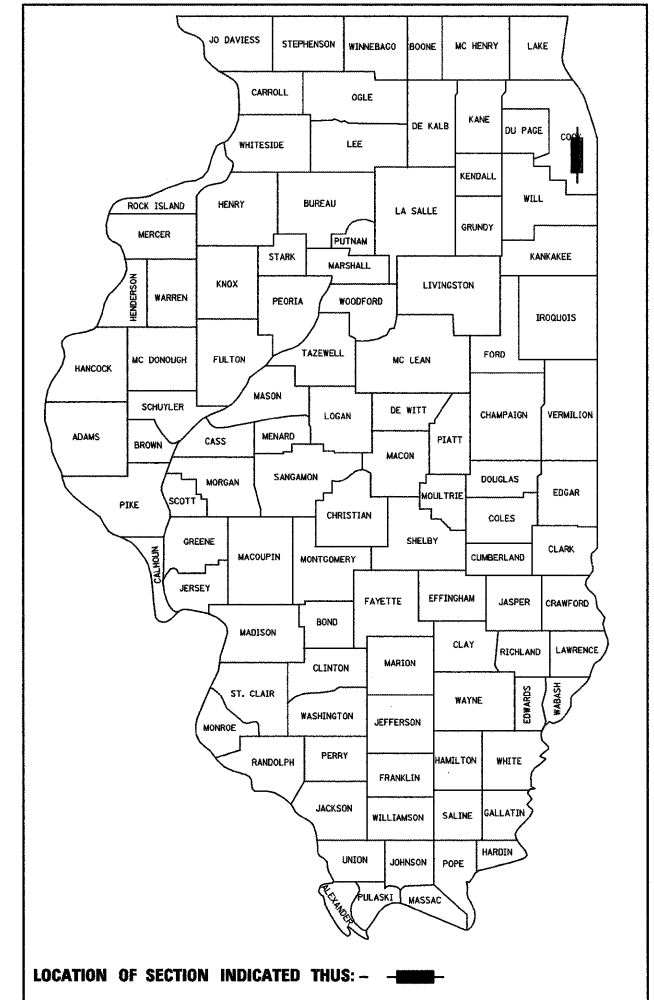 JO DAVIESS
STEPHENSON
WINNEBAGO
BOONE
MC HENRY
LAKE
CARROLL
OGLE
DE KALB
KANE
DU PAGE
COOK
WHITESIDE
LEE
KENDALL
WILL
ROCK ISLAND
HENRY
BUREAU
LA SALLE
GRUNDY
MERCER
PUTNAM
STARK
MARSHALL
KANKAKEE
HENDERSON
WARREN
KNOX
PEORIA
WOODFORD
LIVINGSTON
IROQUOIS
HANCOCK
MC DONOUGH
FULTON
TAZEWELL
MC LEAN
FORD
MASON
SCHUYLER
LOGAN
DE WITT
CHAMPAIGN
VERMILION
ADAMS
BROWN
CASS
MENARD
MACON
PIATT
PIKE
SCOTT
MORGAN
SANGAMON
CHRISTIAN
MOULTRIE
DOUGLAS
EDGAR
COLES
GREENE
MACOUPIN
MONTGOMERY
SHELBY
CUMBERLAND
CLARK
CALHOUN
JERSEY
FAYETTE
EFFINGHAM
JASPER
CRAWFORD
MADISON
BOND
CLAY
RICHLAND
LAWRENCE
CLINTON
MARION
ST. CLAIR
WAYNE
EDWARDS
WABASH
MONROE
WASHINGTON
JEFFERSON
RANDOLPH
PERRY
HAMILTON
WHITE
FRANKLIN
JACKSON
WILLIAMSON
SALINE
GALLATIN
UNION
JOHNSON
POPE
HARDIN
ALEXANDER
PULASKI
MASSAC
LOCATION OF SECTION INDICATED THUS: –